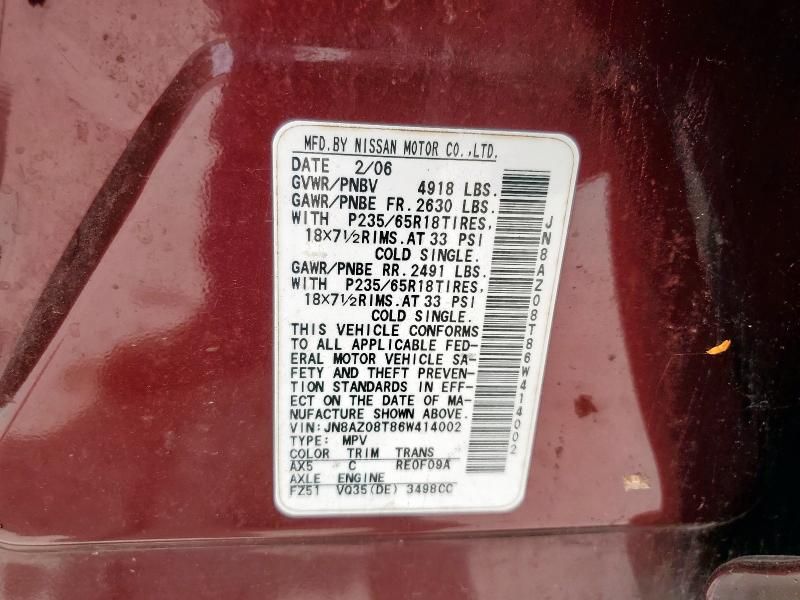 MFD.BY NISSAN MOTOR CO.,LTD.
DATE 2/06
GVWR/PNBV 4918 LBS.
GAWR/PNBE FR.2630 LBS.
WITH P235/65R18TIRES,
18×7½RIMS.AT 33 PSI
COLD SINGLE.
GAWR/PNBE RR.2491 LBS.
WITH P235/65R18TIRES,
18×7½RIMS.AT 33 PSI
COLD SINGLE.
THIS VEHICLE CONFORMS
TO ALL APPLICABLE FED-
ERAL MOTOR VEHICLE SA-
FETY AND THEFT PREVEN-
TION STANDARDS IN EFF-
ECT ON THE DATE OF MA-
NUFACTURE SHOWN ABOVE.
VIN:JN8AZ08T86W414002
TYPE: MPV
COLOR TRIM TRANS
AX5 C RE0F09A
AXLE ENGINE
FZ51 VQ35(DE) 3498CC
JN8AZ08T86W414002